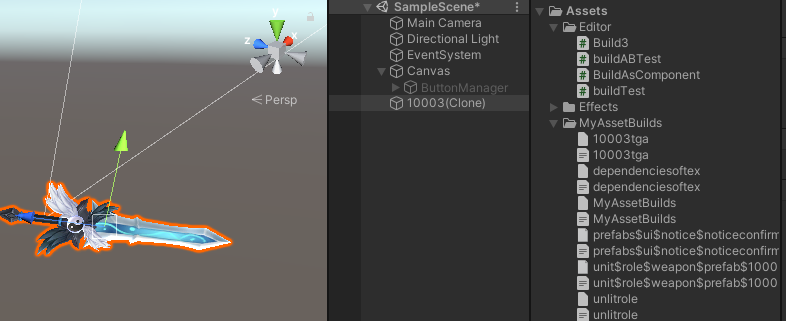 y
z
x
Persp
SampleScene*
Main Camera
Directional Light
EventSystem
Canvas
ButtonManager
10003(Clone)
Assets
Editor
Build3
buildABTest
BuildAsComponent
buildTest
Effects
MyAssetBuilds
10003tga
10003tga
dependenciesoftex
dependenciesoftex
MyAssetBuilds
MyAssetBuilds
prefabs$ui$notice$noticeconfirm
prefabs$ui$notice$noticeconfirm
unit$role$weapon$prefab$1000
unit$role$weapon$prefab$1000
unlitrole
unlitrole